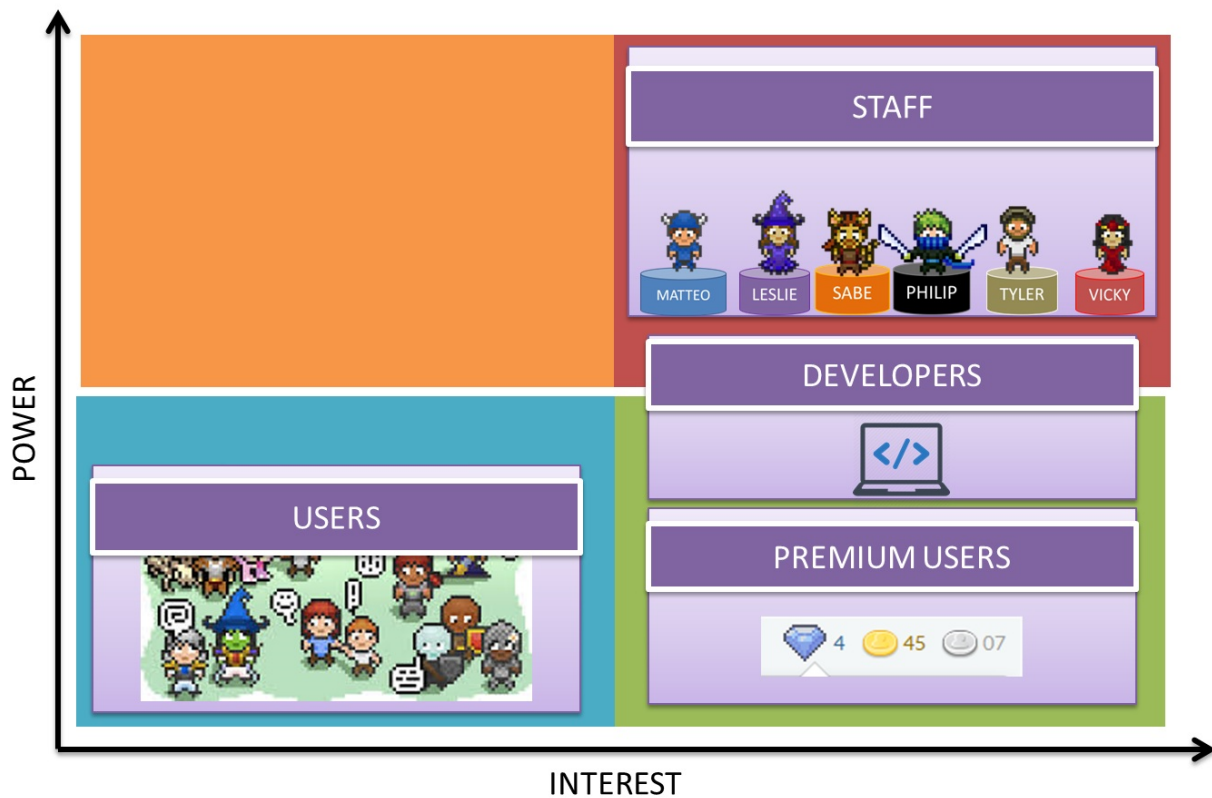 STAFF
MATTEO
LESLIE
SABE
PHILIP
TYLER
VICKY
DEVELOPERS
</>
USERS
PREMIUM USERS
4 45 07
POWER
INTEREST